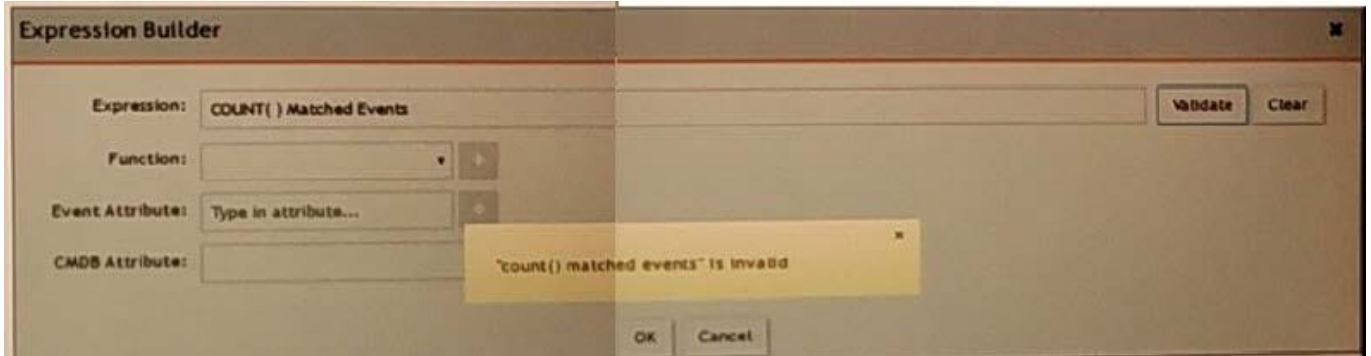 Expression Builder ✖
Expression: COUNT( ) Matched Events Validate Clear
Function: +
Event Attribute: Type in attribute... +
CMDB Attribute:
"count() matched events" is invalid ×
OK Cancel